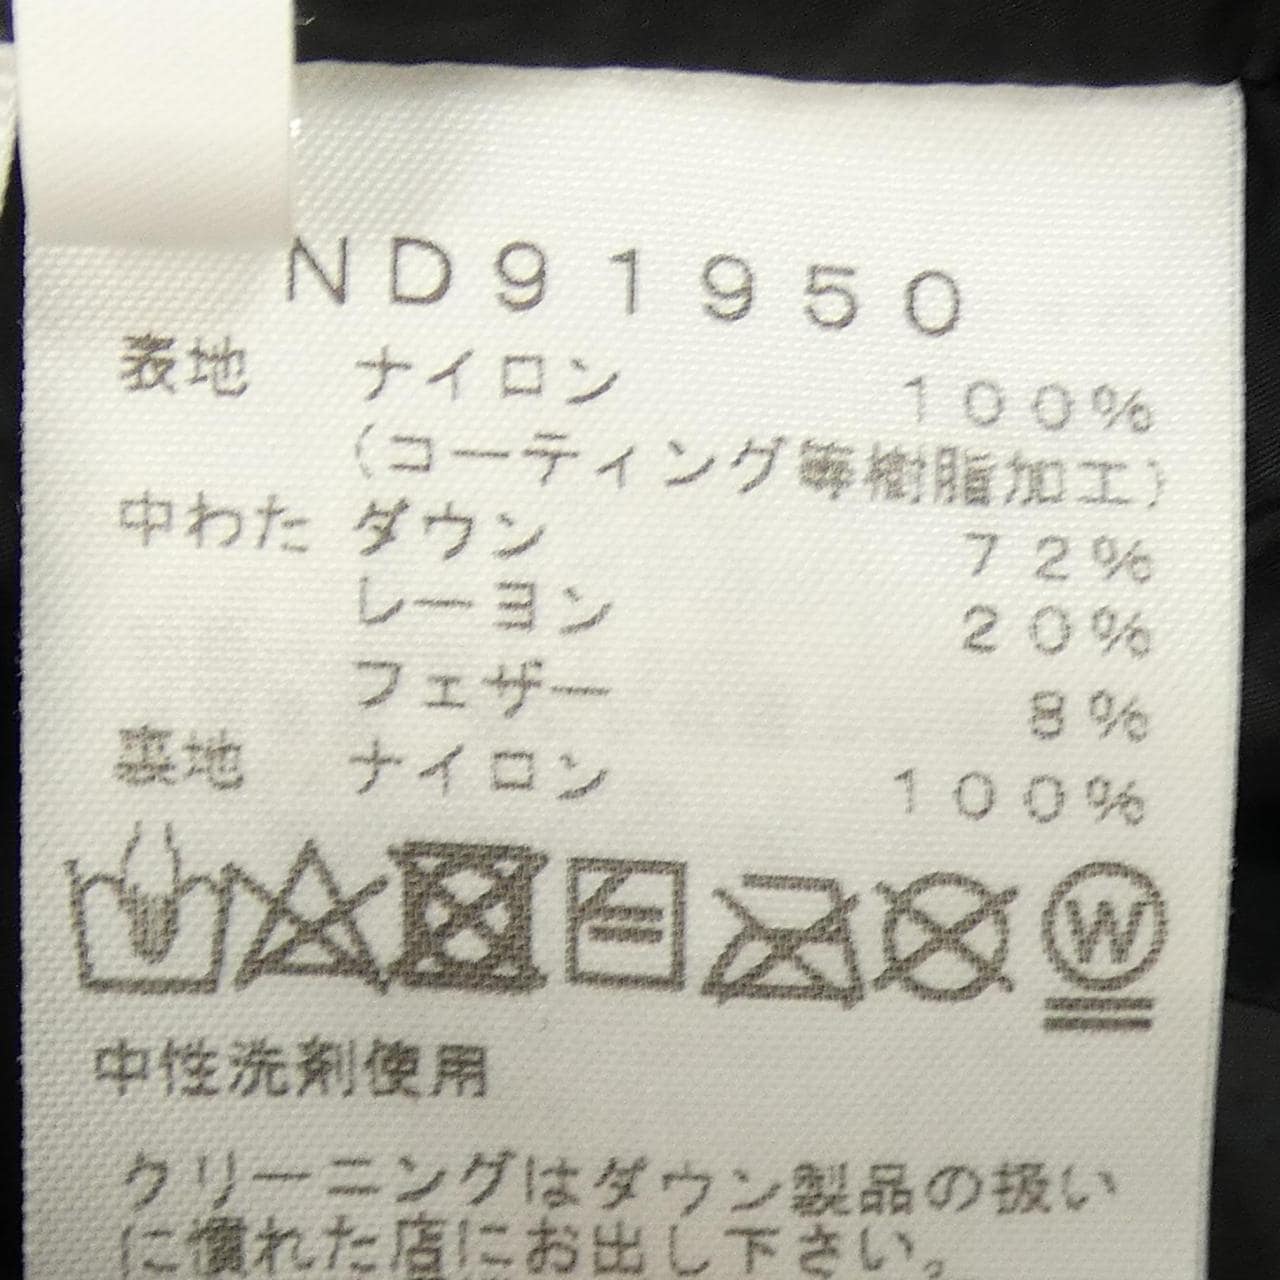 ND91950
表地 ナイロン 100%
(コーティング等樹脂加工)
中わた ダウン 72%
レーヨン 20%
フェザー 8%
裏地 ナイロン 100%
W
中性洗剤使用
クリーニングはダウン製品の扱い
に慣れた店にお出し下さい。